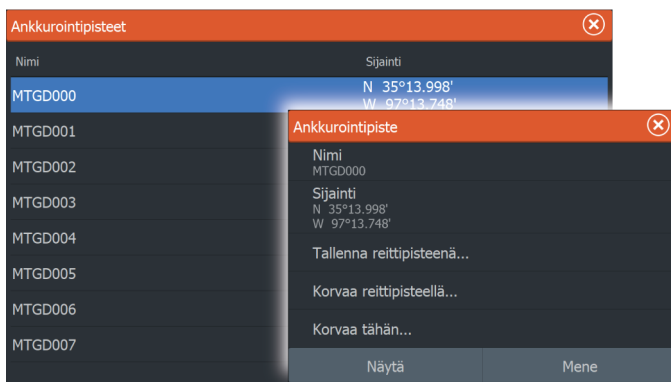 Ankkurointipisteet
Nimi Sijainti
MTGD000 N 35°13.998'
W 97°13.748'
MTGD001
MTGD002
MTGD003
MTGD004
MTGD005
MTGD006
MTGD007
Ankkurointipiste
Nimi
MTGD000
Sijainti
N 35°13.998'
W 97°13.748'
Tallenna reittipisteenä...
Korvaa reittipisteellä...
Korvaa tähän...
Näytä Mene